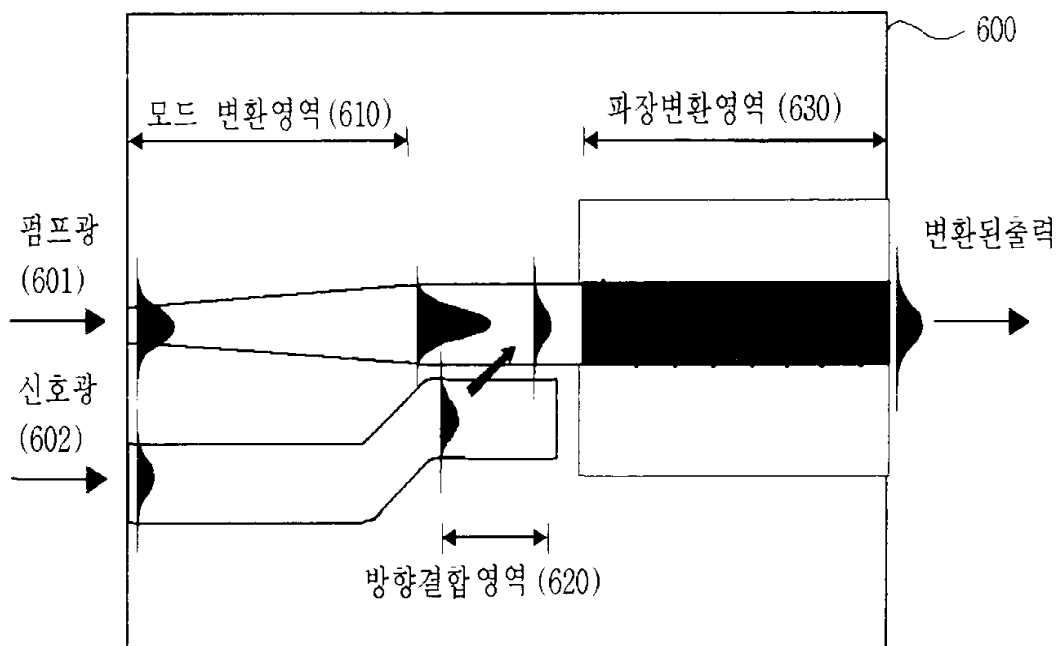 600
모드 변환영역(610)
파장변환영역(630)
펌프광
(601)
변환된출력
신호광
(602)
방향결합영역(620)